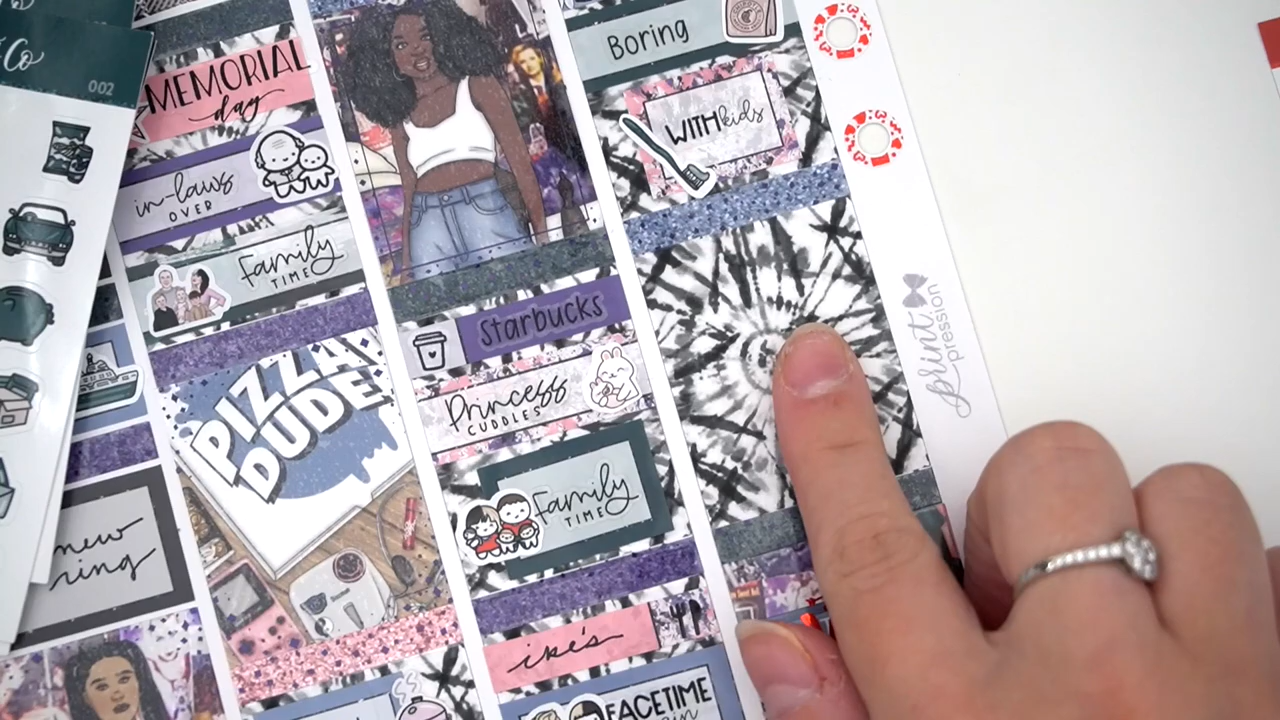 & Co
002
MEMORIAL
day
in-laws
OVER
Family
TIME
PIZZA
DUDE
new
ring
Starbucks
Princess
CUDDLES
Family
TIME
ike's
FACETIME
Boring
WITH kids
print
pression